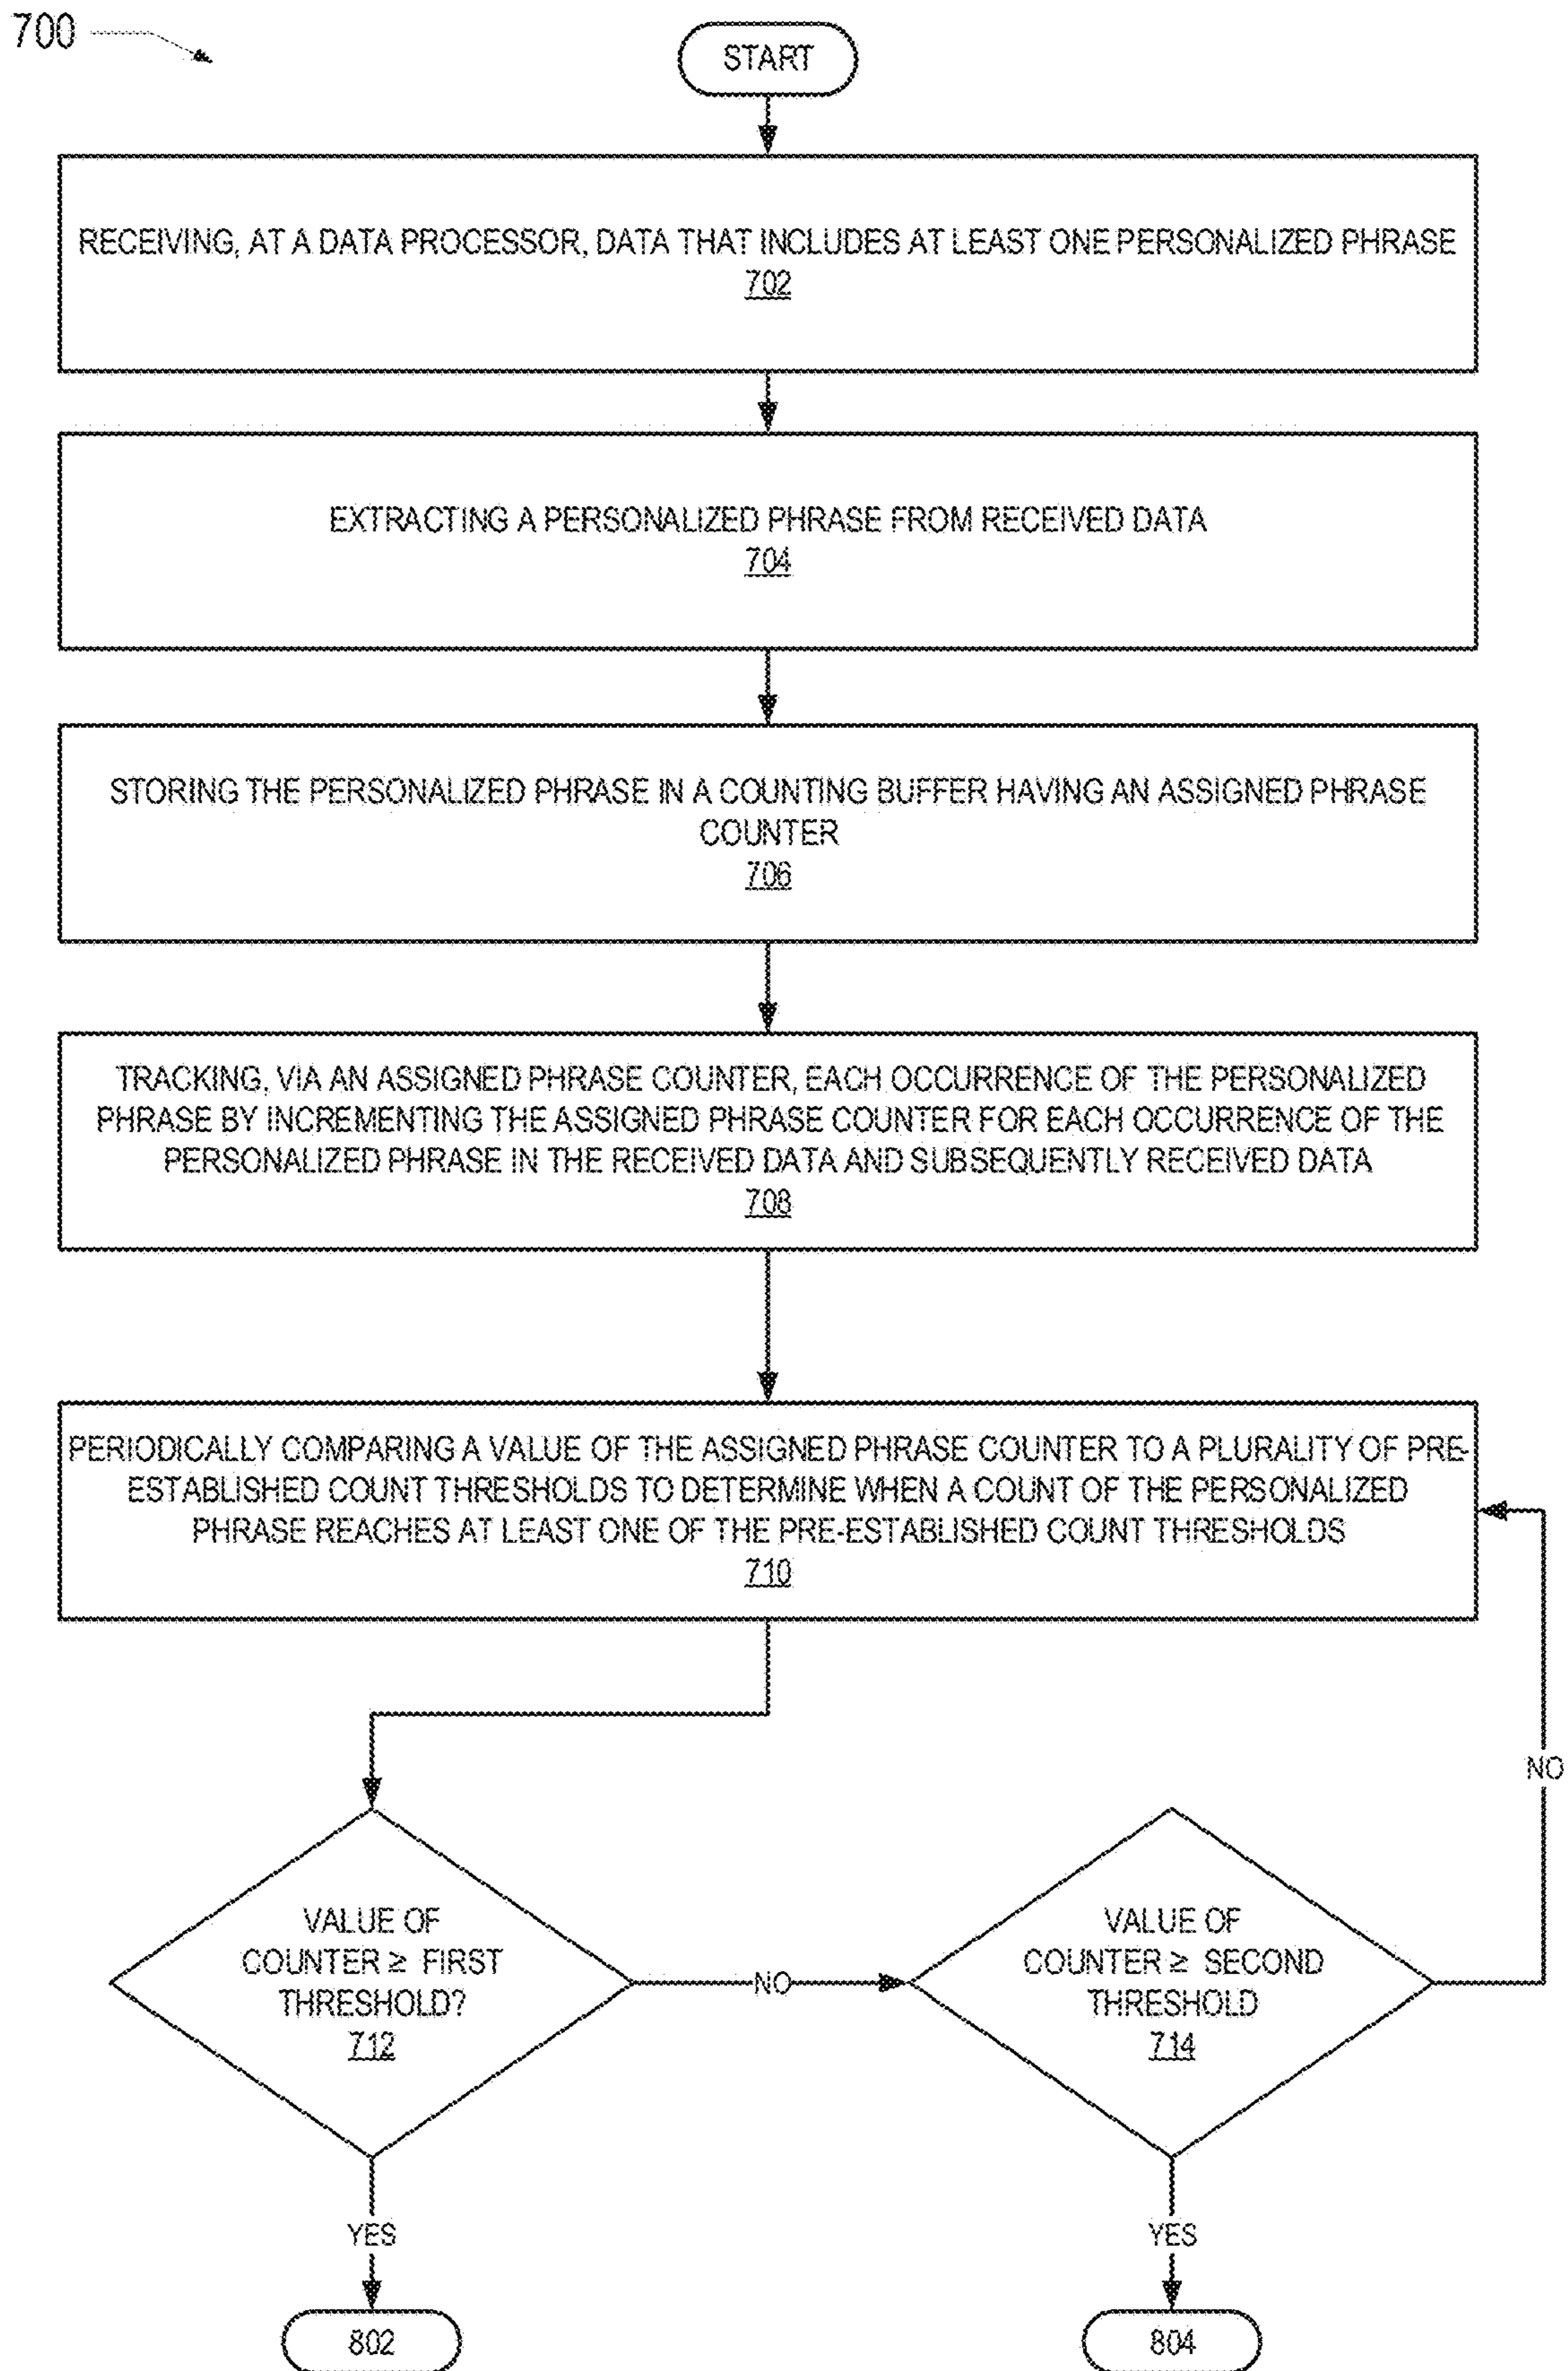 700
START
RECEIVING, AT A DATA PROCESSOR, DATA THAT INCLUDES AT LEAST ONE PERSONALIZED PHRASE
702
EXTRACTING A PERSONALIZED PHRASE FROM RECEIVED DATA
704
STORING THE PERSONALIZED PHRASE IN A COUNTING BUFFER HAVING AN ASSIGNED PHRASE
COUNTER
706
TRACKING, VIA AN ASSIGNED PHRASE COUNTER, EACH OCCURRENCE OF THE PERSONALIZED
PHRASE BY INCREMENTING THE ASSIGNED PHRASE COUNTER FOR EACH OCCURRENCE OF THE
PERSONALIZED PHRASE IN THE RECEIVED DATA AND SUBSEQUENTLY RECEIVED DATA
708
PERIODICALLY COMPARING A VALUE OF THE ASSIGNED PHRASE COUNTER TO A PLURALITY OF PRE-
ESTABLISHED COUNT THRESHOLDS TO DETERMINE WHEN A COUNT OF THE PERSONALIZED
PHRASE REACHES AT LEAST ONE OF THE PRE-ESTABLISHED COUNT THRESHOLDS
710
NO
VALUE OF
COUNTER ≥ FIRST
THRESHOLD?
712
NO
VALUE OF
COUNTER ≥ SECOND
THRESHOLD
714
YES
YES
802
804